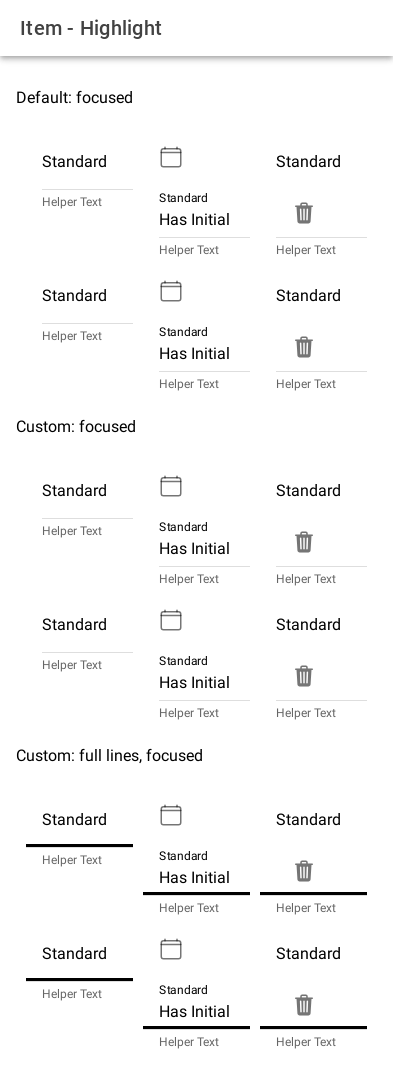 Item - Highlight
Default: focused
Standard
Helper Text
Standard
Has Initial
Helper Text
Standard
Helper Text
Standard
Helper Text
Standard
Has Initial
Helper Text
Standard
Helper Text
Custom: focused
Standard
Helper Text
Standard
Has Initial
Helper Text
Standard
Helper Text
Standard
Helper Text
Standard
Has Initial
Helper Text
Standard
Helper Text
Custom: full lines, focused
Standard
Helper Text
Standard
Has Initial
Helper Text
Standard
Helper Text
Standard
Helper Text
Standard
Has Initial
Helper Text
Standard
Helper Text